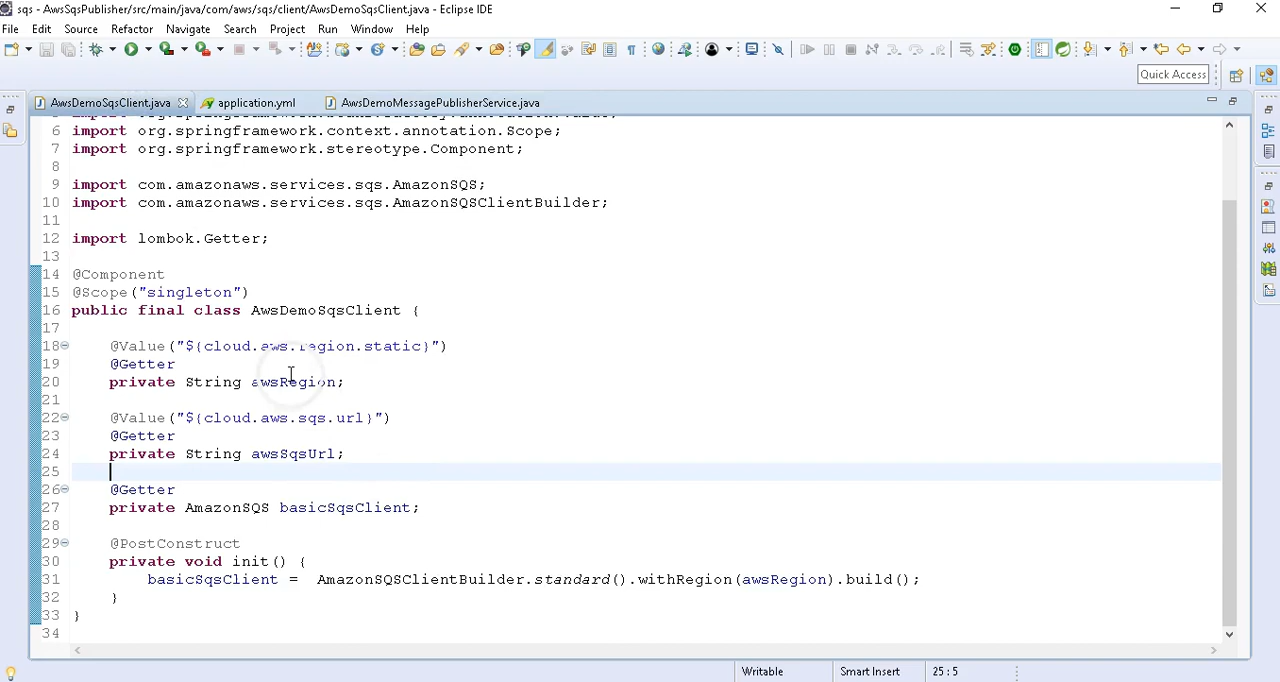 sqs - AwsSqsPublisher/src/main/java/com/aws/sqs/client/AwsDemoSqsClient.java - Eclipse IDE
File Edit Source Refactor Navigate Search Project Run Window Help
Quick Access
AwsDemoSqsClient.java application.yml AwsDemoMessagePublisherService.java
6 import org.springframework.context.annotation.Scope;
7 import org.springframework.stereotype.Component;
8
9 import com.amazonaws.services.sqs.AmazonSQS;
10 import com.amazonaws.services.sqs.AmazonSQSClientBuilder;
11
12 import lombok.Getter;
13
14 @Component
15 @Scope("singleton")
16 public final class AwsDemoSqsClient {
17
18 @Value("${cloud.aws.region.static}")
19 @Getter
20 private String awsRegion;
21
22 @Value("${cloud.aws.sqs.url}")
23 @Getter
24 private String awsSqsUrl;
25
26 @Getter
27 private AmazonSQS basicSqsClient;
28
29 @PostConstruct
30 private void init() {
31 basicSqsClient = AmazonSQSClientBuilder.standard().withRegion(awsRegion).build();
32 }
33 }
34
Writable Smart Insert 25 : 5